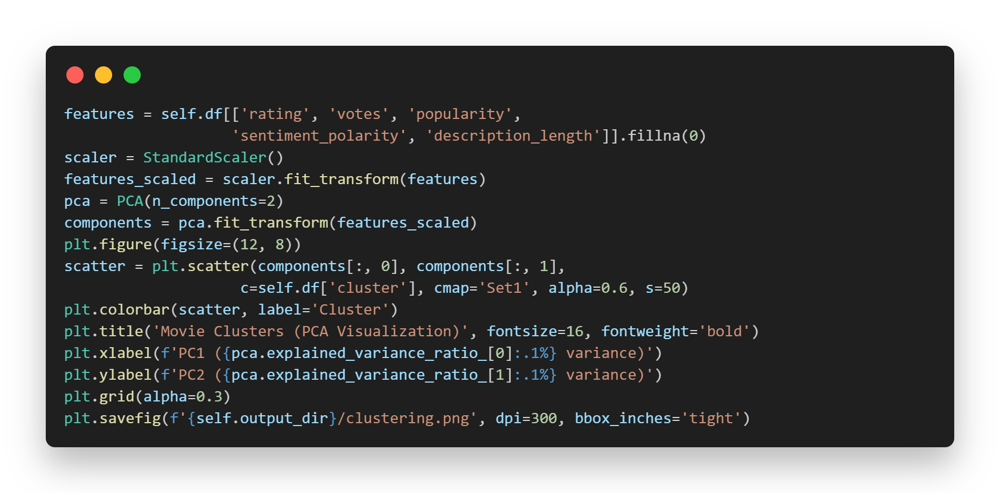 features = self.df[['rating', 'votes', 'popularity',
                   'sentiment_polarity', 'description_length']].fillna(0)
scaler = StandardScaler()
features_scaled = scaler.fit_transform(features)
pca = PCA(n_components=2)
components = pca.fit_transform(features_scaled)
plt.figure(figsize=(12, 8))
scatter = plt.scatter(components[:, 0], components[:, 1],
                    c=self.df['cluster'], cmap='Set1', alpha=0.6, s=50)
plt.colorbar(scatter, label='Cluster')
plt.title('Movie Clusters (PCA Visualization)', fontsize=16, fontweight='bold')
plt.xlabel(f'PC1 ({pca.explained_variance_ratio_[0]:.1%} variance)')
plt.ylabel(f'PC2 ({pca.explained_variance_ratio_[1]:.1%} variance)')
plt.grid(alpha=0.3)
plt.savefig(f'{self.output_dir}/clustering.png', dpi=300, bbox_inches='tight')